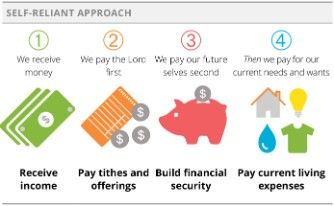 SELF-RELIANT APPROACH
1
We receive
money
2
We pay the Lord
first
3
We pay our future
selves second
4
Then we pay for our
current needs and wants
$
$
$
$
$
Receive
income
Pay tithes and
offerings
Build financial
security
Pay current living
expenses